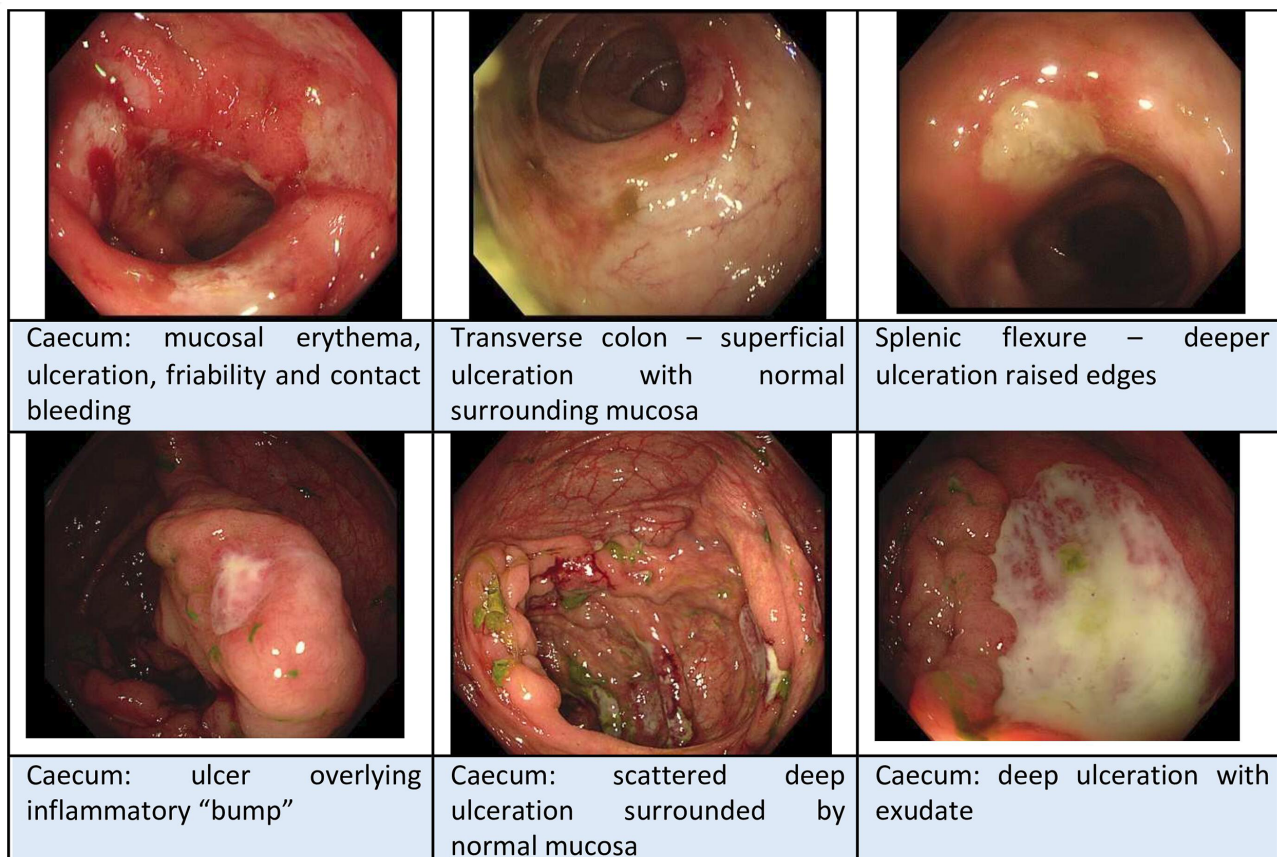 Caecum: mucosal erythema,
ulceration, friability and contact
bleeding
Transverse colon – superficial
ulceration with normal
surrounding mucosa
Splenic flexure – deeper
ulceration raised edges
Caecum: ulcer overlying
inflammatory “bump”
Caecum: scattered deep
ulceration surrounded by
normal mucosa
Caecum: deep ulceration with
exudate